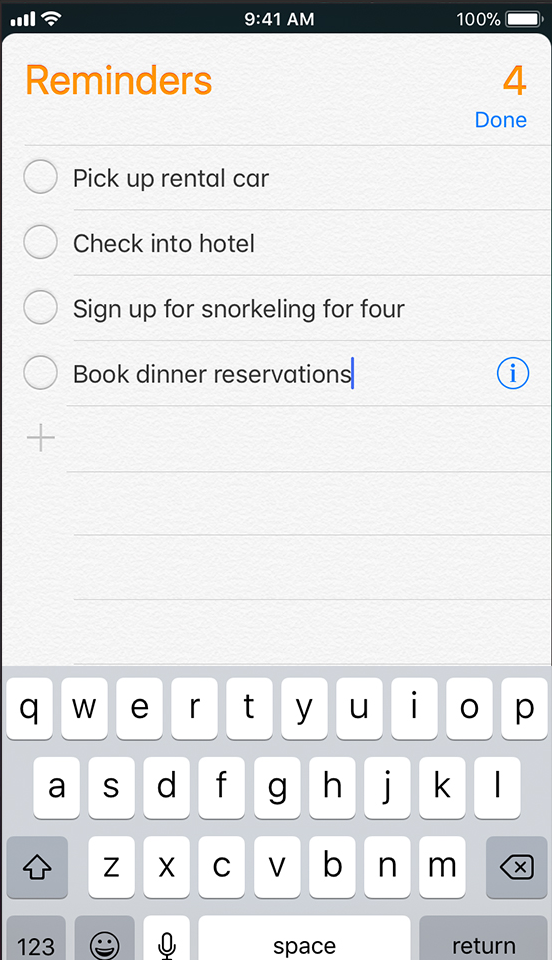 9:41 AM 100%
Reminders 4
Done
Pick up rental car
Check into hotel
Sign up for snorkeling for four
Book dinner reservations
q w e r t y u i o p
a s d f g h j k l
z x c v b n m
123 space return